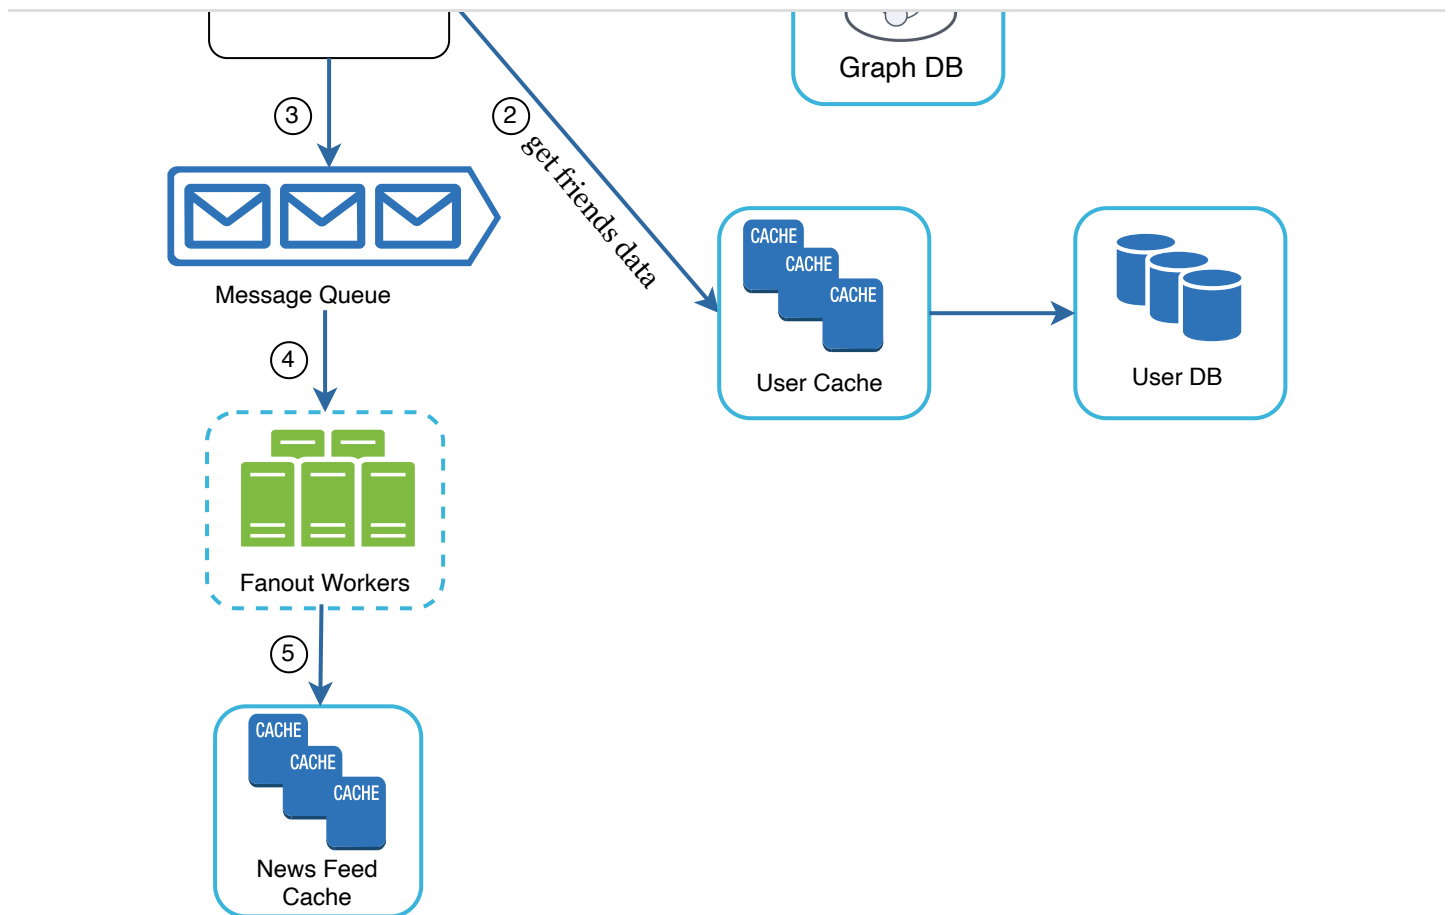 Graph DB
3
2
get friends data
Message Queue
CACHE
CACHE
CACHE
User Cache
User DB
4
Fanout Workers
5
CACHE
CACHE
CACHE
News Feed
Cache